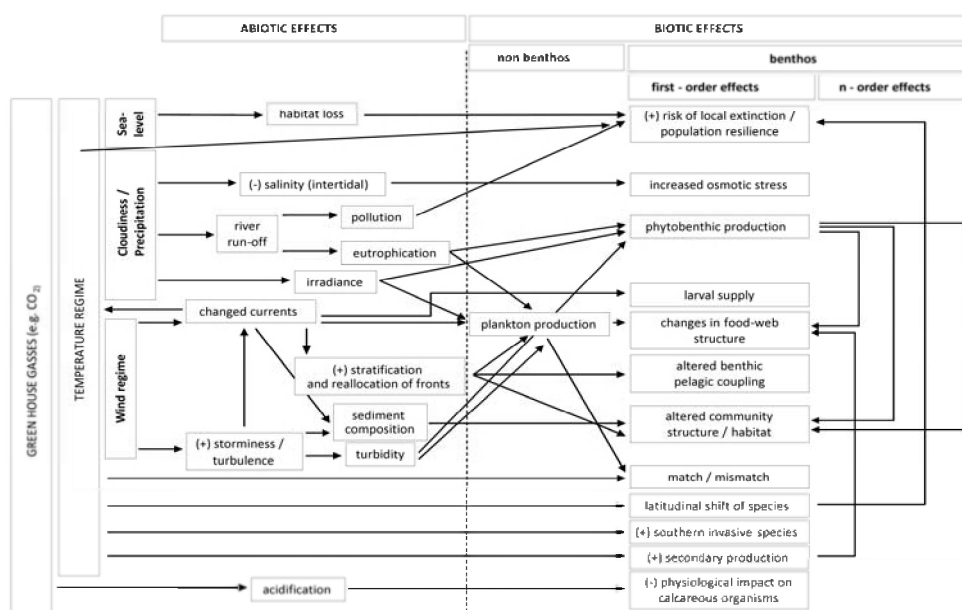 ABIOTIC EFFECTS
BIOTIC EFFECTS
non benthos
benthos
first - order effects
n - order effects
GREEN HOUSE GASSES (e.g. CO2)
TEMPERATURE REGIME
Sea-
level
Cloudiness /
Precipitation
Wind regime
habitat loss
(+) risk of local extinction /
population resilience
(-) salinity (intertidal)
increased osmotic stress
river
run-off
pollution
phytobenthic production
eutrophication
irradiance
larval supply
changed currents
plankton production
changes in food-web
structure
(+) stratification
and reallocation of fronts
altered benthic
pelagic coupling
sediment
composition
altered community
structure / habitat
(+) storminess /
turbulence
turbidity
match / mismatch
latitudinal shift of species
(+) southern invasive species
(+) secondary production
acidification
(-) physiological impact on
calcareous organisms